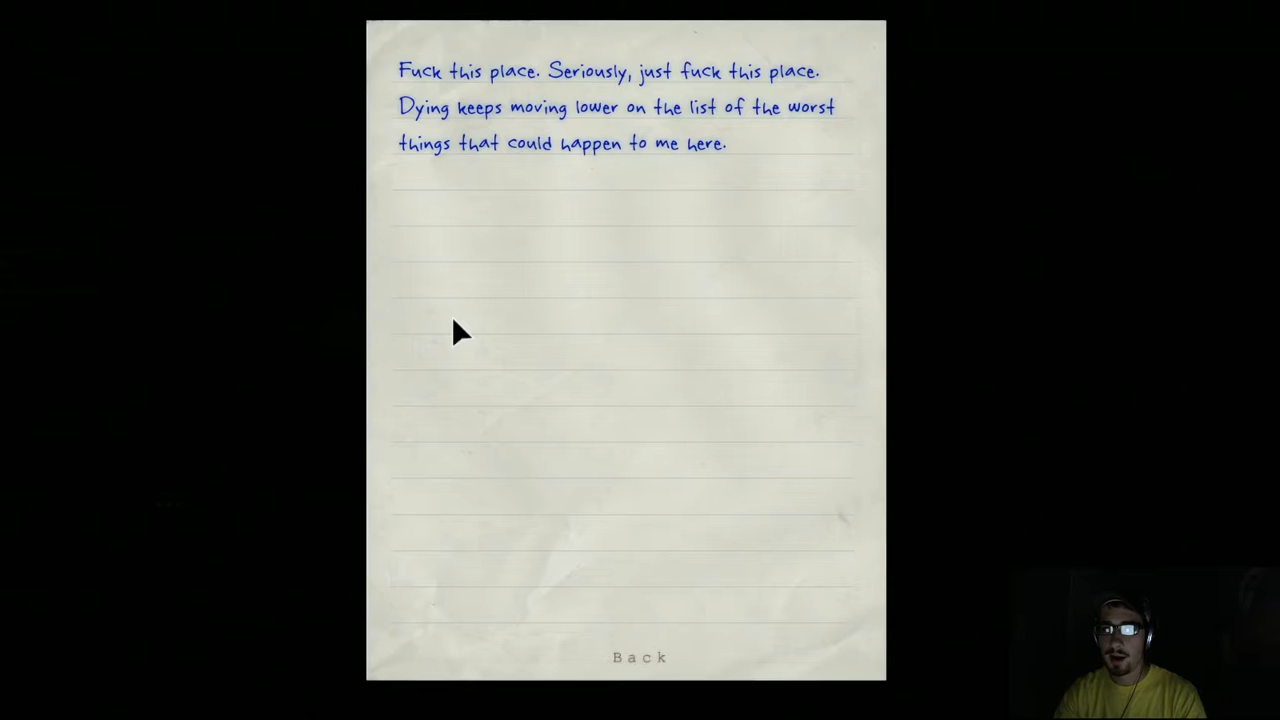 Fuck this place. Seriously, just fuck this place.
Dying keeps moving lower on the list of the worst
things that could happen to me here.
Back